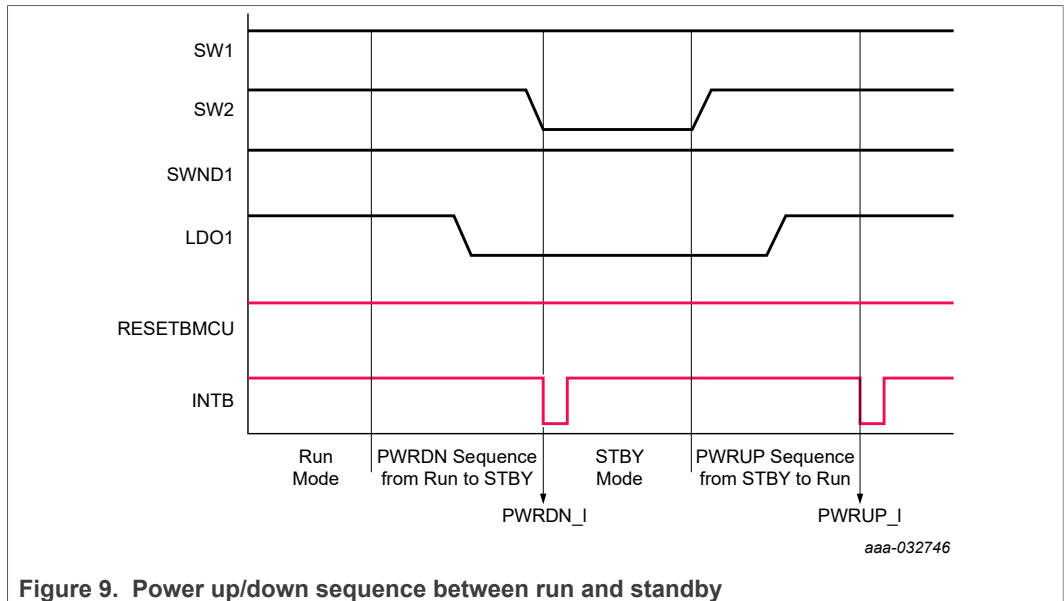 SW1
SW2
SWND1
LDO1
RESETBMCU
INTB
Run
Mode
PWRDN Sequence
from Run to STBY
STBY
Mode
PWRUP Sequence
from STBY to Run
PWRDN_I
PWRUP_I
aaa-032746
Figure 9. Power up/down sequence between run and standby